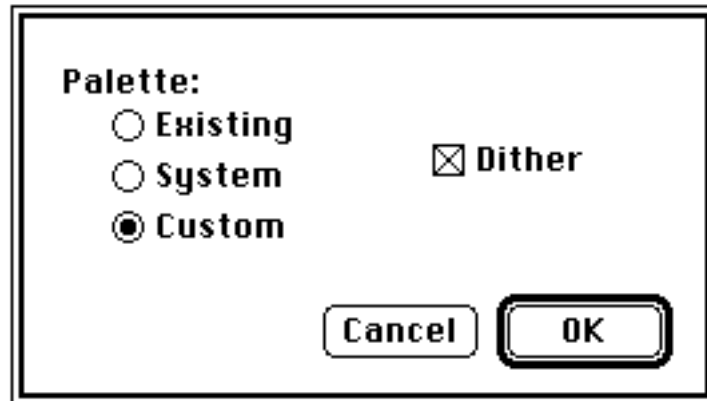 Palette:
Existing
System
Custom
Dither
Cancel
OK